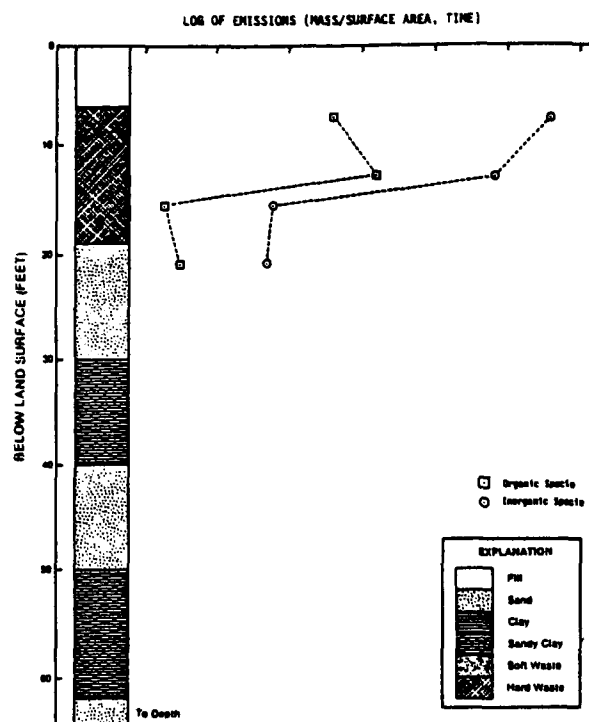 LOG OF EMISSIONS (MASS/SURFACE AREA, TIME)
0
10
20
30
40
50
60
BELOW LAND SURFACE (FEET)
Organic Specie
Inorganic Specie
EXPLANATION
Fill
Sand
Clay
Sandy Clay
Soft Waste
Hard Waste
To Depth